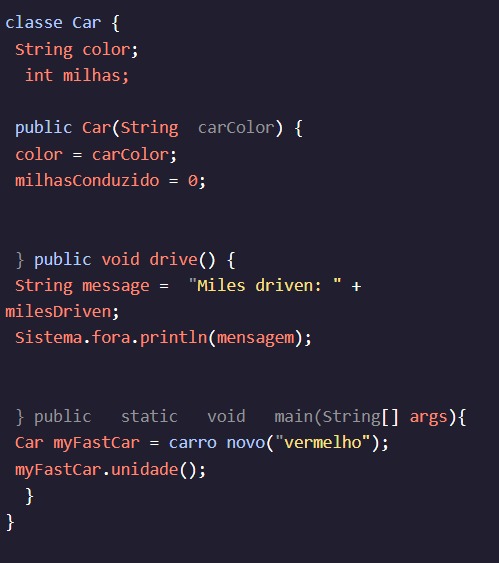 classe Car {
String color;
int milhas;
public Car(String carColor) {
color = carColor;
milhasConduzido = 0;
} public void drive() {
String message = "Miles driven: " +
milesDriven;
Sistema.fora.println(mensagem);
} public static void main(String[] args){
Car myFastCar = carro novo("vermelho");
myFastCar.unidade();
}
}